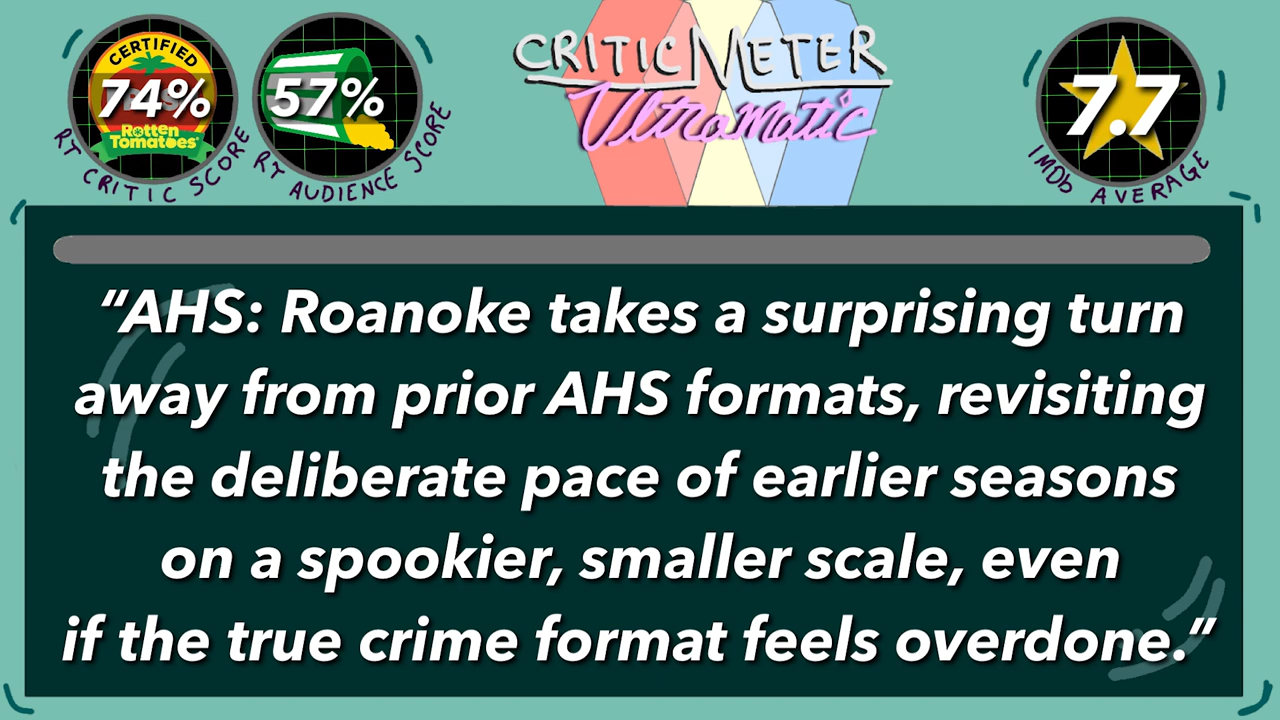 CERTIFIED
74%
Rotten
Tomatoes
RT CRITIC SCORE
57%
RT AUDIENCE SCORE
CRITIC METER
Ultramatic
7.7
IMDb AVERAGE
“AHS: Roanoke takes a surprising turn
away from prior AHS formats, revisiting
the deliberate pace of earlier seasons
on a spookier, smaller scale, even
if the true crime format feels overdone.”